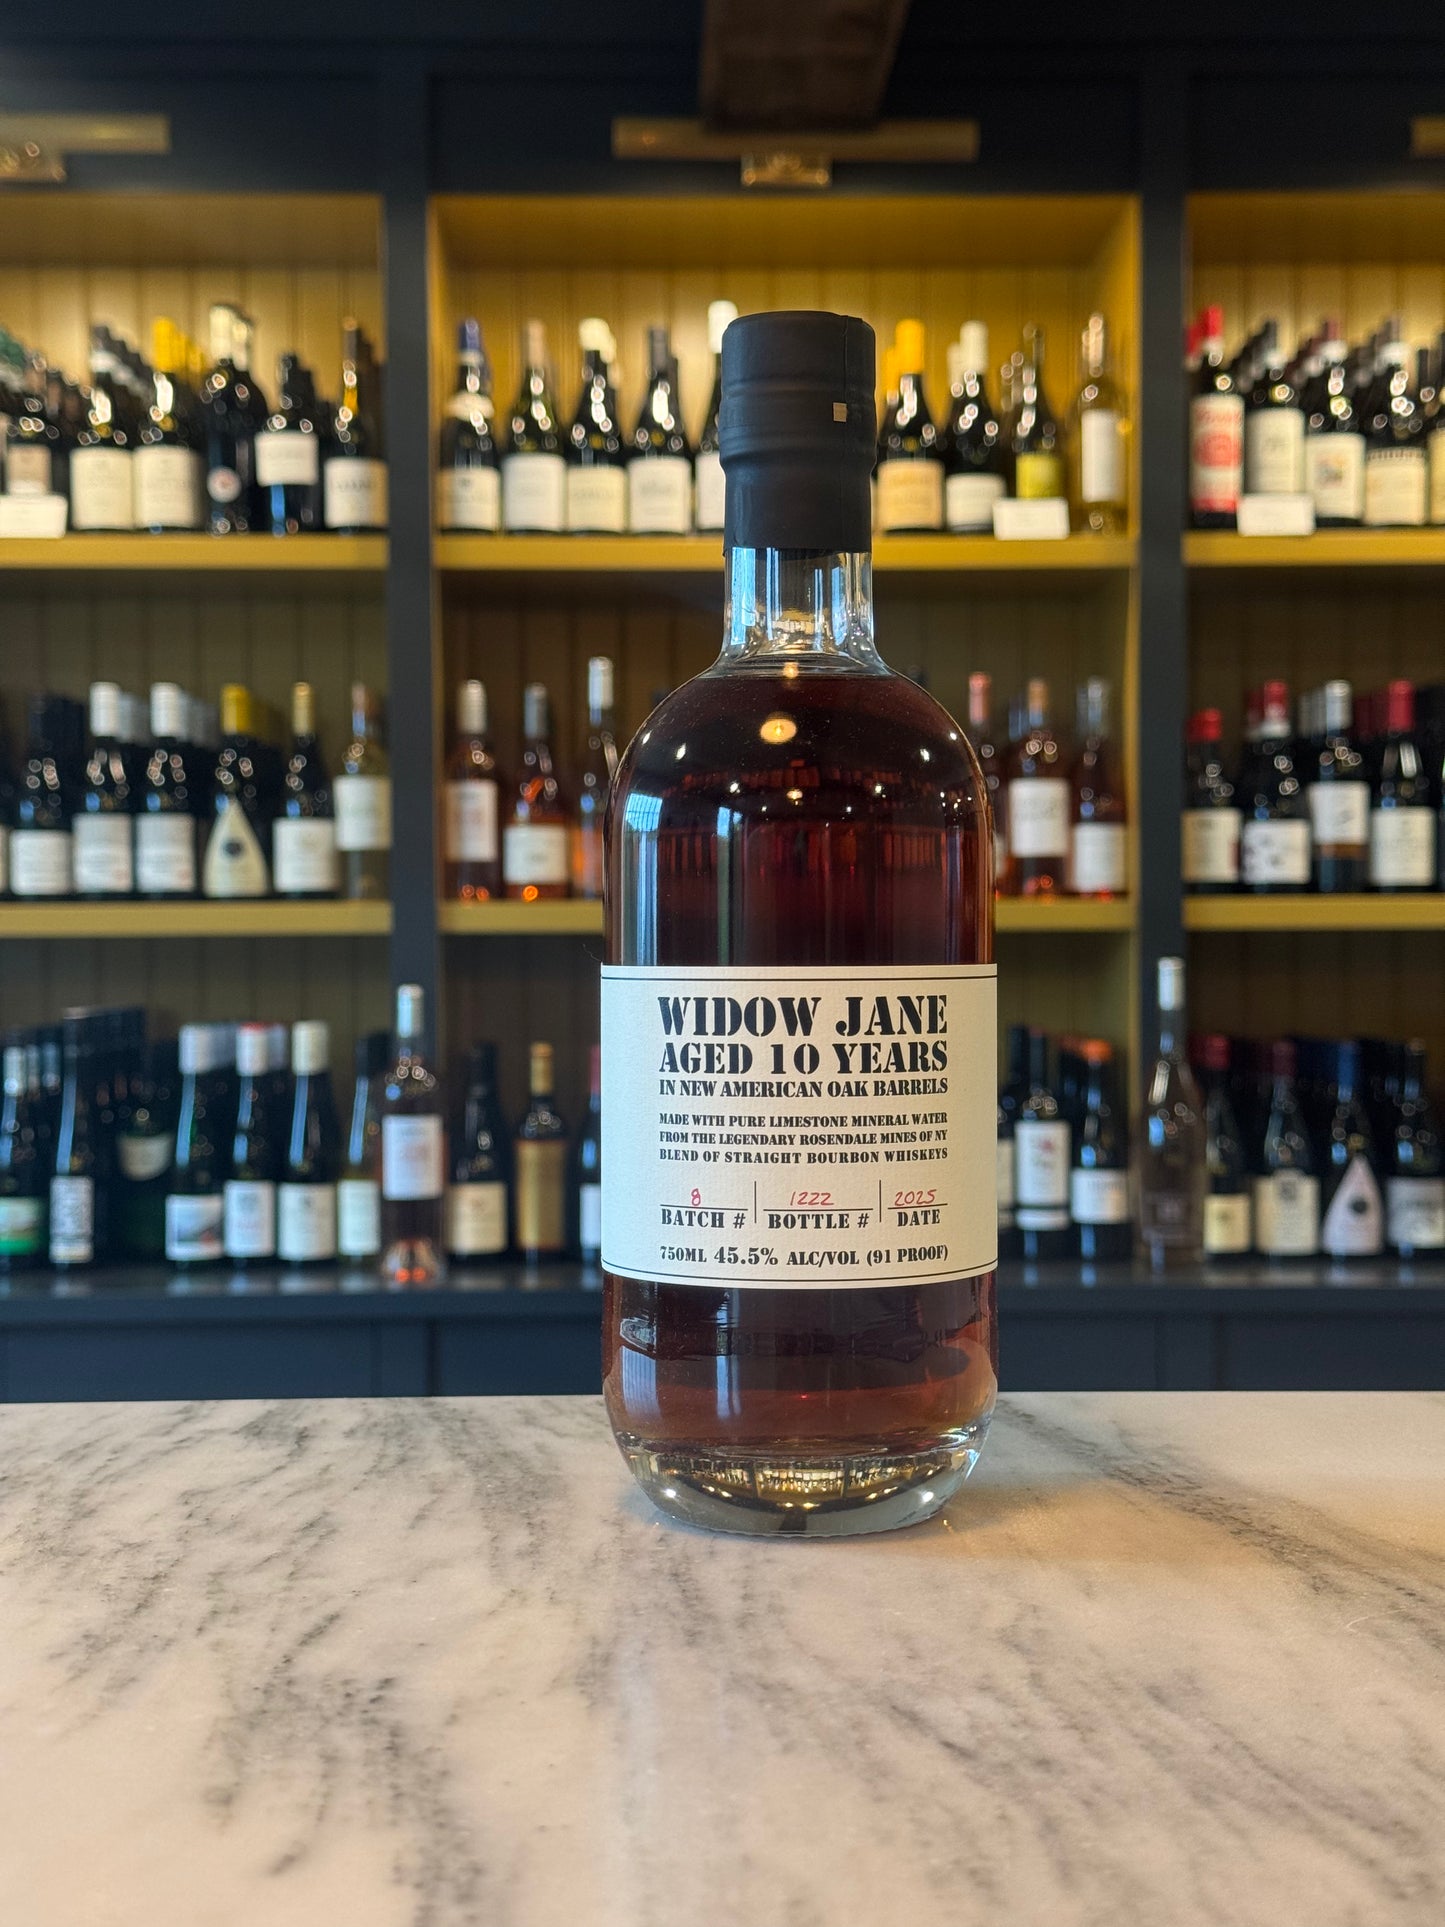 WIDOW JANE
AGED 10 YEARS
IN NEW AMERICAN OAK BARRELS
MADE WITH PURE LIMESTONE MINERAL WATER
FROM THE LEGENDARY ROSENDALE MINES OF NY
BLEND OF STRAIGHT BOURBON WHISKEYS
8 1222 2025
BATCH # BOTTLE # DATE
750ML 45.5% ALC/VOL (91 PROOF)